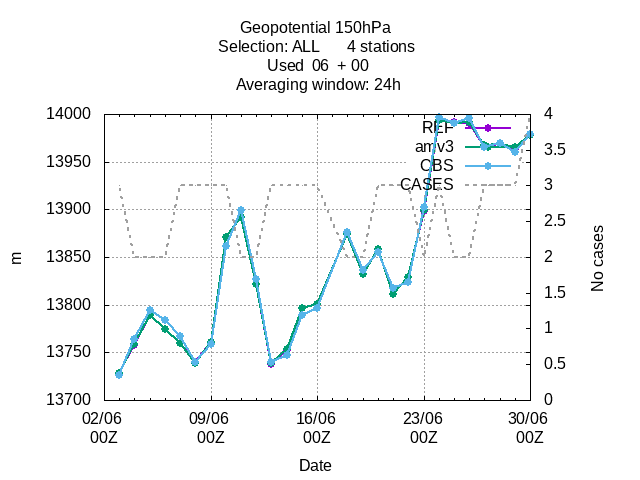 Geopotential 150hPa
Selection: ALL 4 stations
Used 06 + 00
Averaging window: 24h
14000
13950
13900
13850
13800
13750
13700
m
4
3.5
3
2.5
2
1.5
1
0.5
0
No cases
REF
amv3
OBS
CASES
02/06 09/06 16/06 23/06 30/06
00Z 00Z 00Z 00Z 00Z
Date